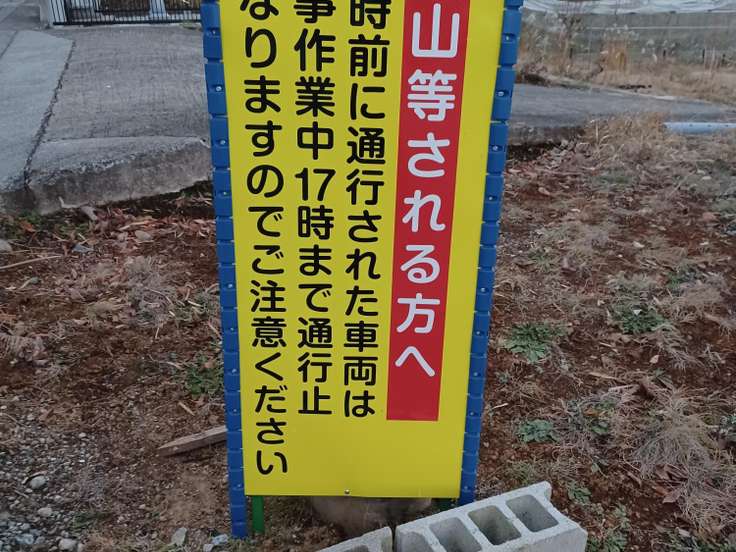 山等される方へ
時前に通行された車両は
事作業中17時まで通行止
なりますのでご注意ください